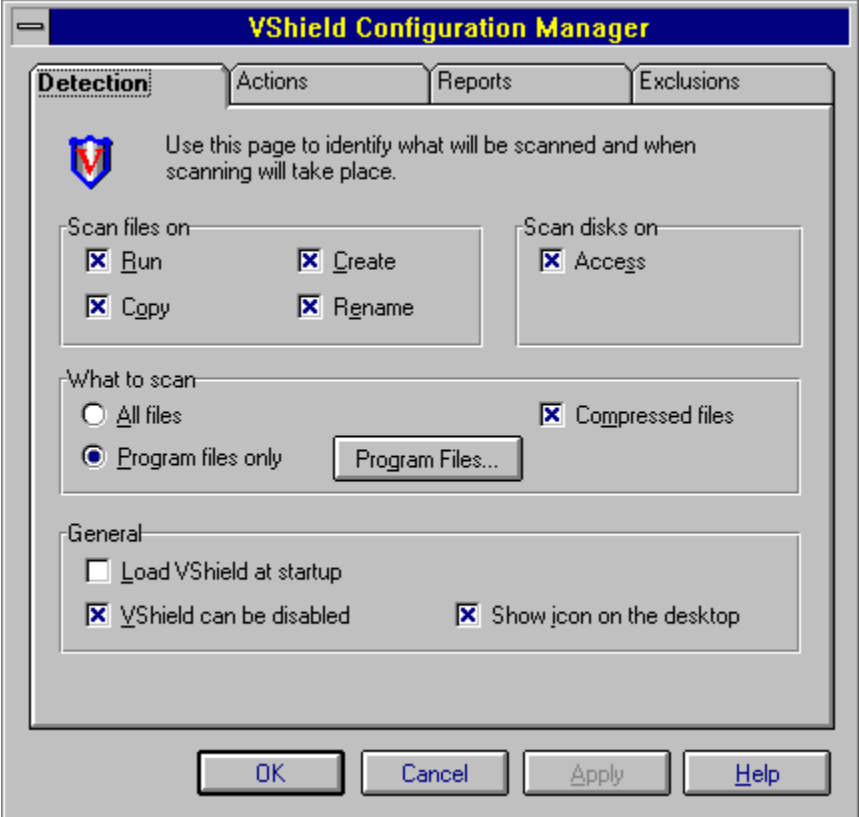 VShield Configuration Manager
Detection Actions Reports Exclusions
V
Use this page to identify what will be scanned and when
scanning will take place.
Scan files on
Run Create
Copy Rename
Scan disks on
Access
What to scan
All files
Compressed files
Program files only Program Files...
General
Load VShield at startup
VShield can be disabled Show icon on the desktop
OK Cancel Apply Help